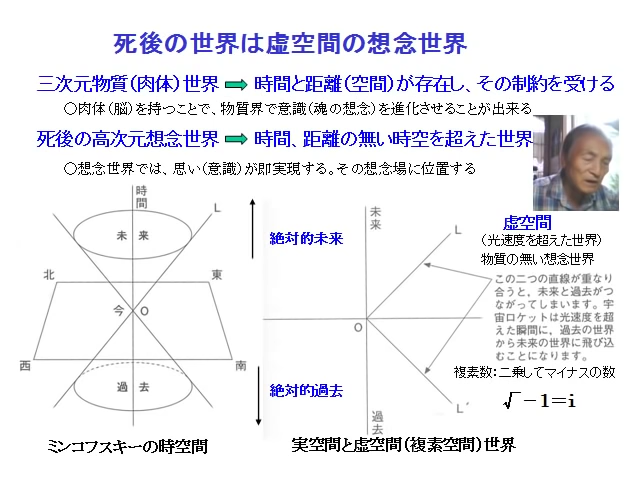 死後の世界は虚空間の想念世界
三次元物質(肉体)世界 ➡ 時間と距離(空間)が存在し、その制約を受ける
○肉体(脳)を持つことで、物質界で意識(魂の想念)を進化させることが出来る
死後の高次元想念世界 ➡ 時間、距離の無い時空を超えた世界
○想念世界では、思い(意識)が即実現する。その想念場に位置する
時間
L
未来
北
東
今
O
西
南
過去
ミンコフスキーの時空間
絶対的未来
絶対的過去
未来
L
O
L´
過去
実空間と虚空間(複素空間)世界
虚空間
(光速度を超えた世界)
物質の無い想念世界
この二つの直線が重なり
合うと、未来と過去がつ
ながってしまいます。宇
宙ロケットは光速度を超
えた瞬間に、過去の世界
から未来の世界に飛び込
むことになります。
複素数:二乗してマイナスの数
√-1=i